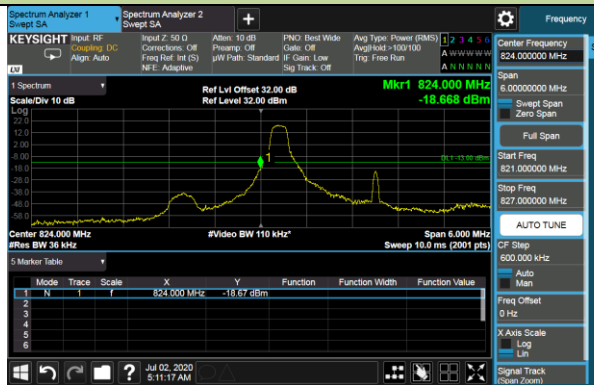 Spectrum Analyzer 1
Swept SA
Spectrum Analyzer 2
Swept SA
+
Frequency
KEYSIGHT
Input: RF
Coupling: DC
Align: Auto
Input Z: 50 Ω
Corrections: Off
Freq Ref: Int (S)
NFE: Adaptive
Atten: 10 dB
Preamp: Off
µW Path: Standard
PNO: Best Wide
Gate: Off
IF Gain: Low
Sig Track: Off
Avg Type: Power (RMS)
Avg|Hold:>100/100
Trig: Free Run
1 2 3 4 5 6
A W W W W W
A N N N N N
LXI
1 Spectrum
Scale/Div 10 dB
Log
Ref Lvl Offset 32.00 dB
Ref Level 32.00 dBm
Mkr1 824.000 MHz
-18.668 dBm
22.0
12.0
2.00
-8.00
-18.0
-28.0
-38.0
-48.0
-58.0
1
DL1 -13.00 dBm
Center 824.000 MHz
#Res BW 36 kHz
#Video BW 110 kHz*
Span 6.000 MHz
Sweep 10.0 ms (2001 pts)
5 Marker Table
Mode Trace Scale X Y Function Function Width Function Value
1 N 1 f 824.000 MHz -18.67 dBm
2
3
4
5
6
Center Frequency
824.000000 MHz
Span
6.00000000 MHz
Swept Span
Zero Span
Full Span
Start Freq
821.000000 MHz
Stop Freq
827.000000 MHz
AUTO TUNE
CF Step
600.000 kHz
Auto
Man
Freq Offset
0 Hz
X Axis Scale
Log
Lin
Signal Track
(Span Zoom)
?
Jul 02, 2020
5:11:17 AM